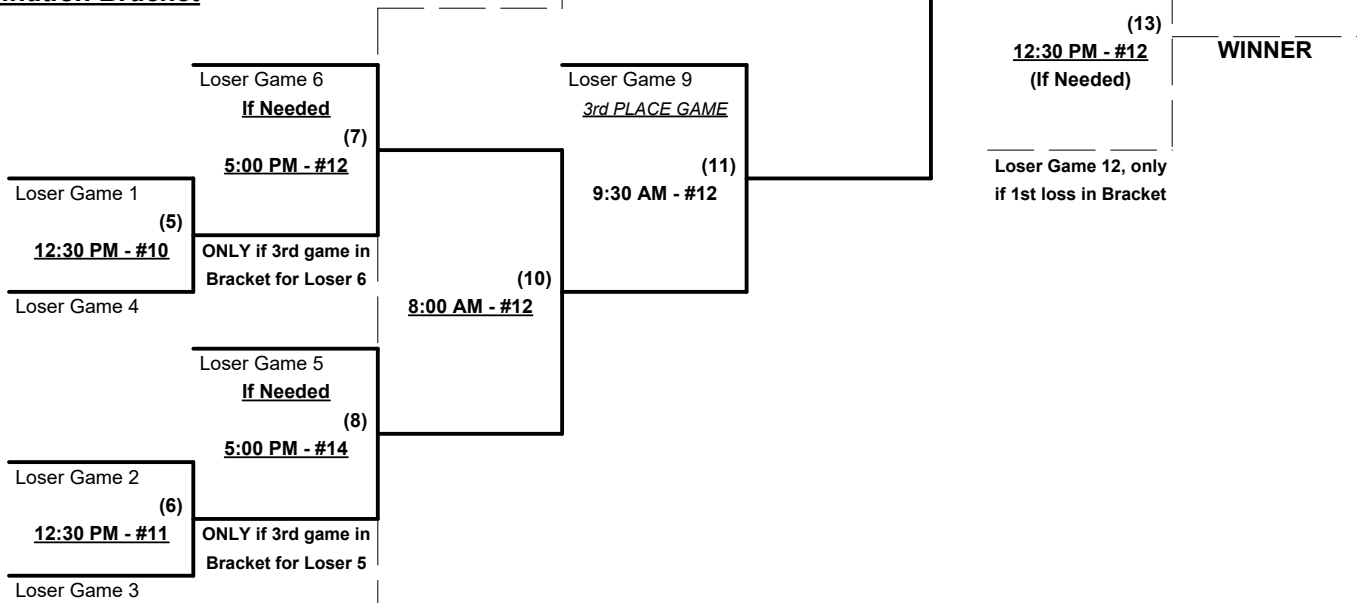 (13)
12:30 PM - #12
WINNER
(If Needed)
Loser Game 6
If Needed
(7)
5:00 PM - #12
Loser Game 9
3rd PLACE GAME
(11)
9:30 AM - #12
Loser Game 12, only
if 1st loss in Bracket
Loser Game 1
(5)
12:30 PM - #10
Loser Game 4
ONLY if 3rd game in
Bracket for Loser 6
(10)
8:00 AM - #12
Loser Game 5
If Needed
(8)
5:00 PM - #14
Loser Game 2
(6)
12:30 PM - #11
Loser Game 3
ONLY if 3rd game in
Bracket for Loser 5